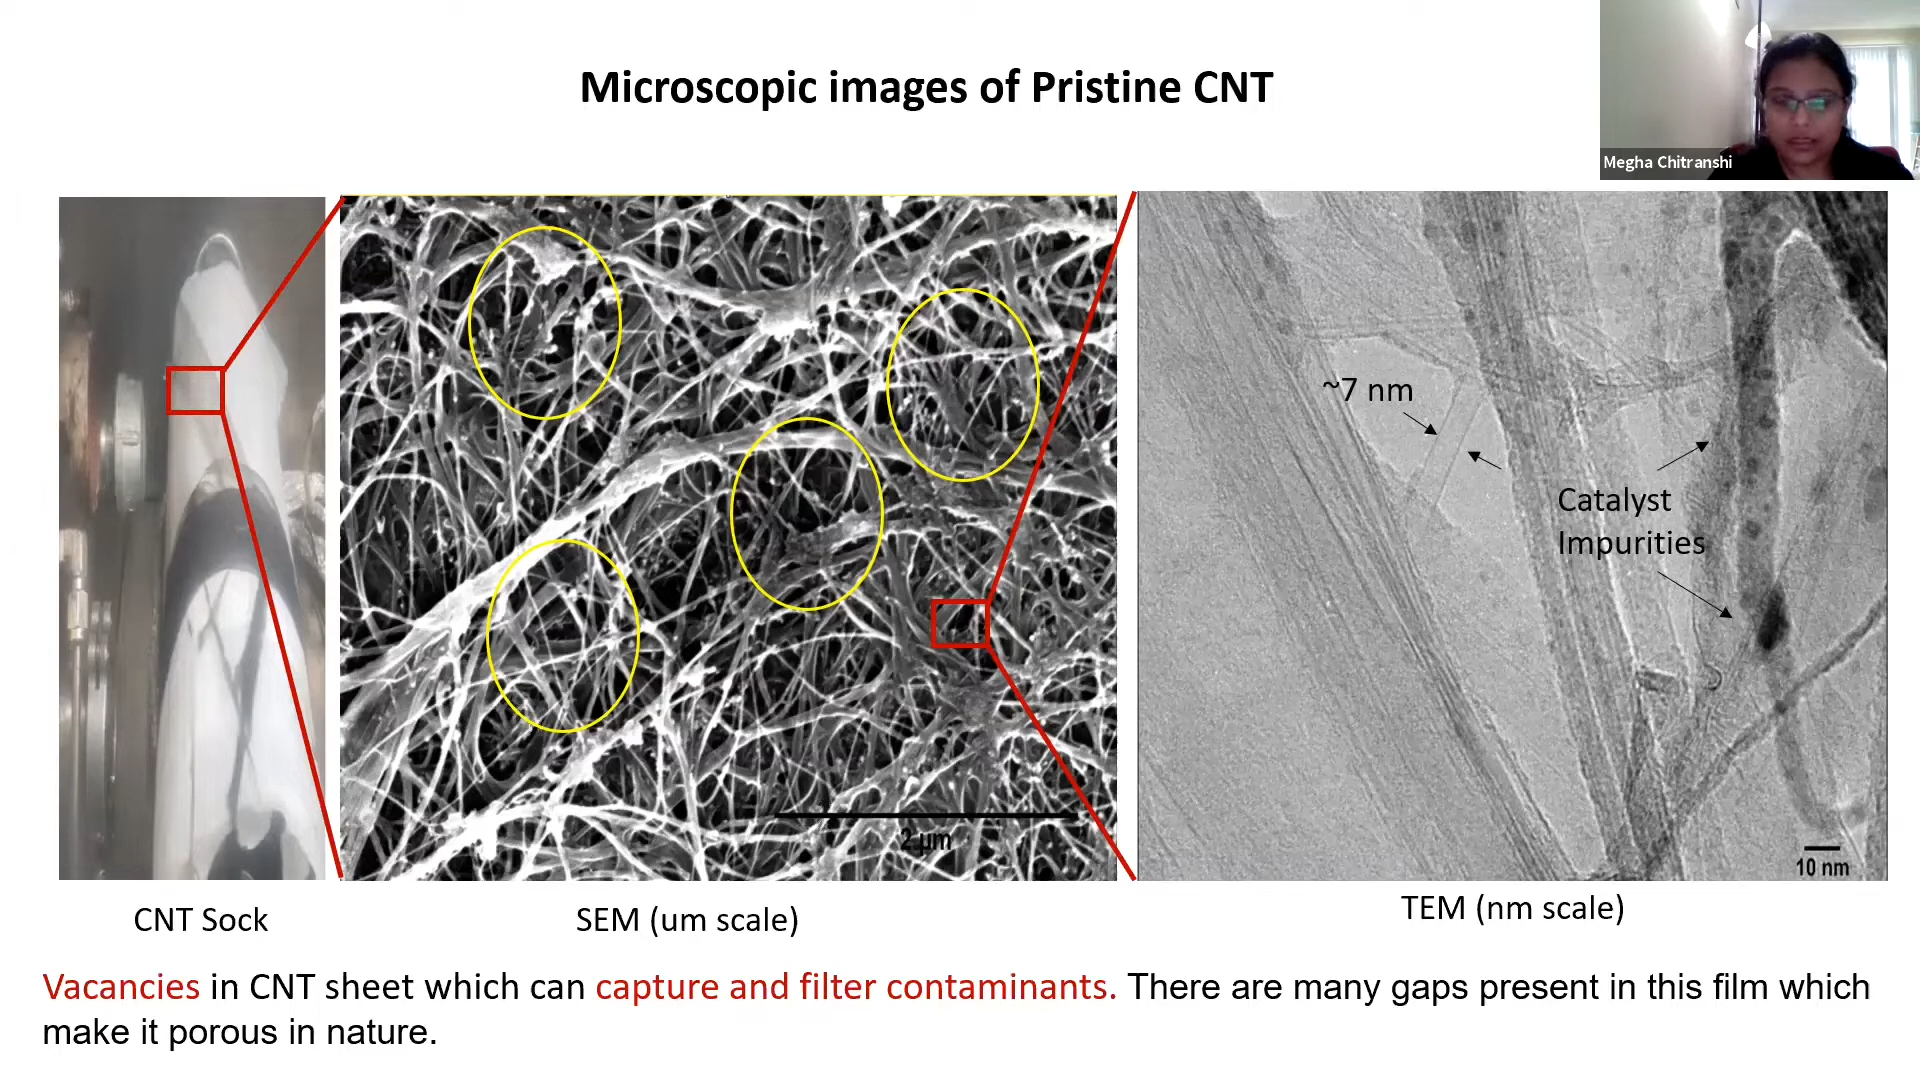 Microscopic images of Pristine CNT
Megha Chitranshi
~7 nm
Catalyst
Impurities
2 µm
10 nm
CNT Sock
SEM (um scale)
TEM (nm scale)
Vacancies in CNT sheet which can capture and filter contaminants. There are many gaps present in this film which
make it porous in nature.